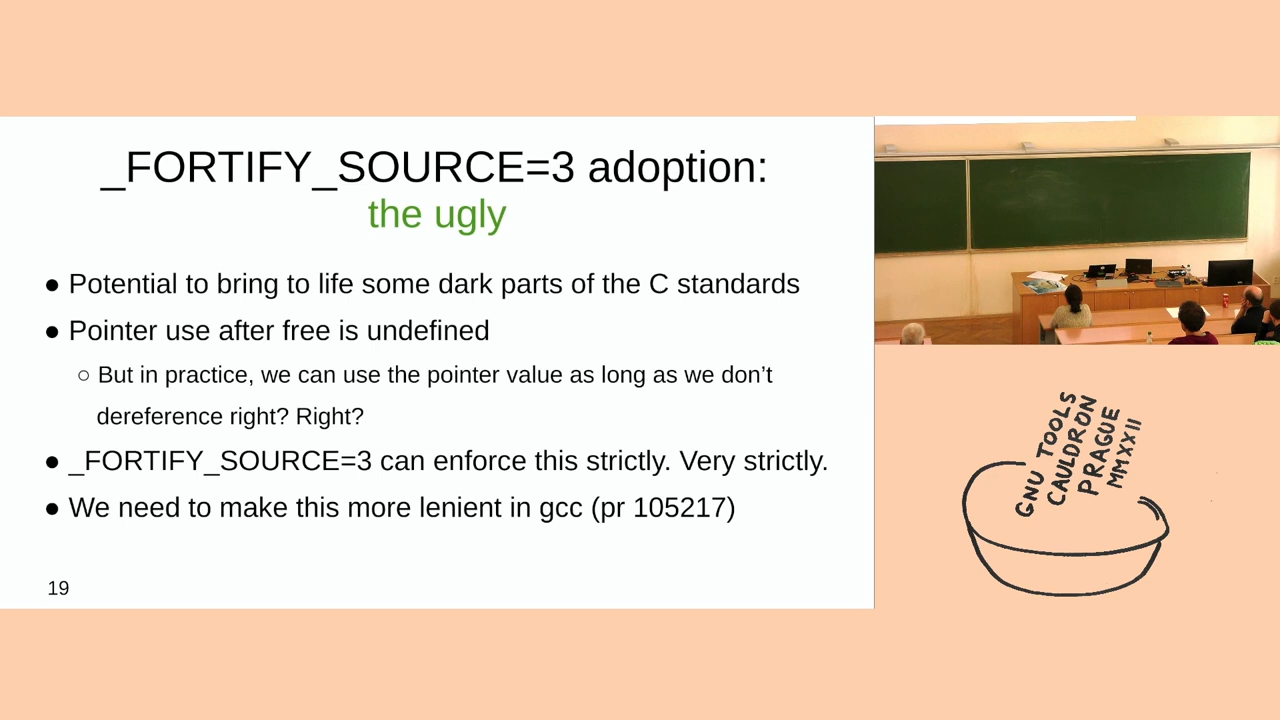 _FORTIFY_SOURCE=3 adoption:
the ugly
● Potential to bring to life some dark parts of the C standards
● Pointer use after free is undefined
○ But in practice, we can use the pointer value as long as we don’t
dereference right? Right?
● _FORTIFY_SOURCE=3 can enforce this strictly. Very strictly.
● We need to make this more lenient in gcc (pr 105217)
19
GNU TOOLS
CAULDRON
PRAGUE
MMXXII